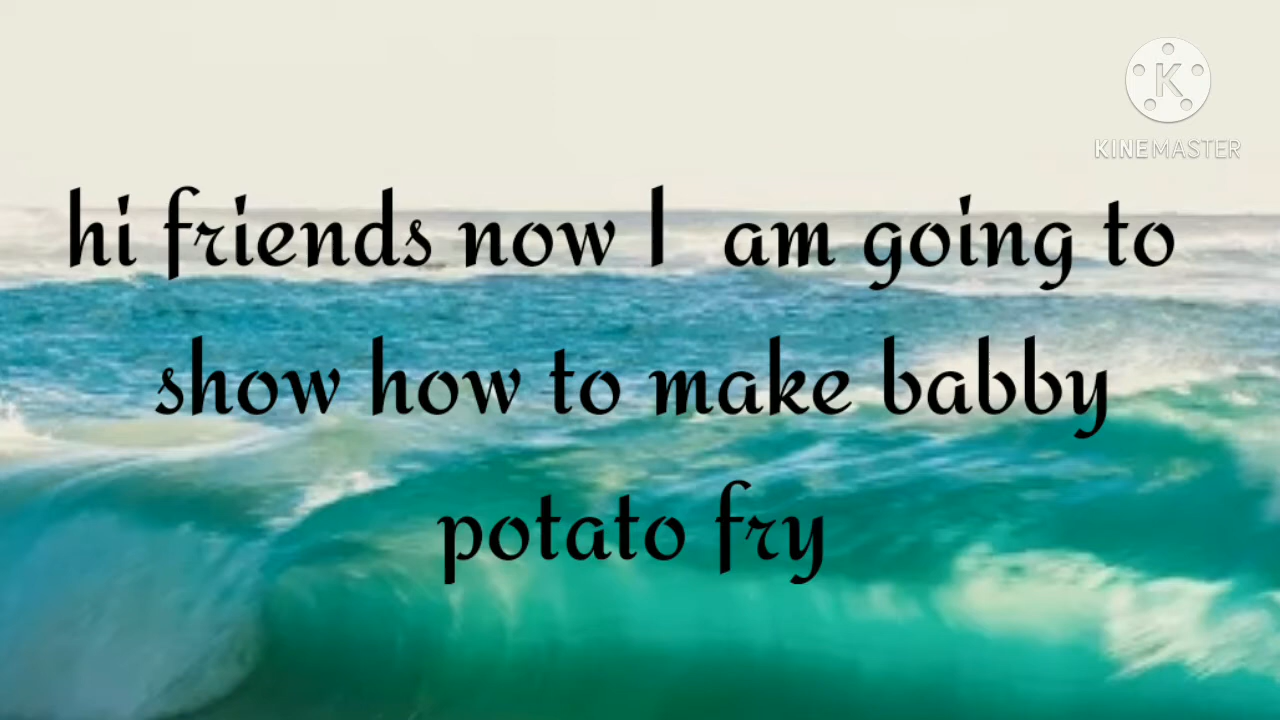 K
KINEMASTER
hi friends now I am going to
show how to make babby
potato fry